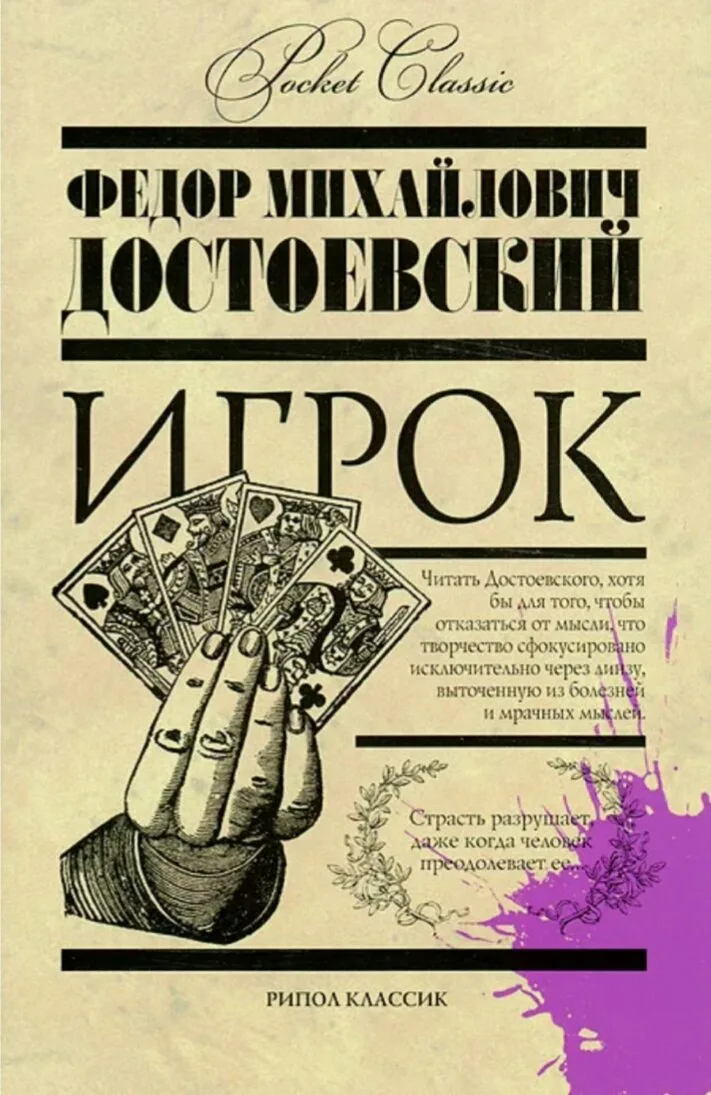 Pocket Classic
ФЕДОР МИХАЙЛОВИЧ
ДОСТОЕВСКИЙ
ИГРОК
Читать Достоевского, хотя
бы для того, чтобы
отказаться от мысли, что
творчество сфокусировано
исключительно через линзу,
выточенную из болезней
и мрачных мыслей.
Страсть разрушает,
даже когда человек
преодолевает ее...
РИПОЛ КЛАССИК